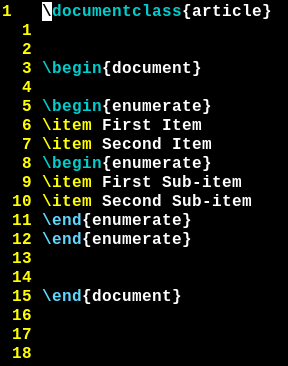 1 \documentclass{article}
1
2
3 \begin{document}
4
5 \begin{enumerate}
6 \item First Item
7 \item Second Item
8 \begin{enumerate}
9 \item First Sub-item
10 \item Second Sub-item
11 \end{enumerate}
12 \end{enumerate}
13
14
15 \end{document}
16
17
18